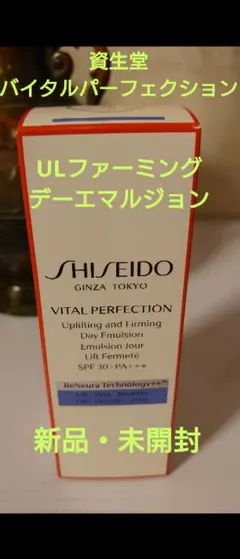 資生堂
バイタルパーフェクション
ULファーミング
デーエマルジョン
SHISEIDO
GINZA TOKYO
VITAL PERFECTION
Uplifting and Firming
Day Emulsion
Emulsion Jour
Lift Fermeté
SPF 30・PA+++
ReNeura Technology++™
新品・未開封